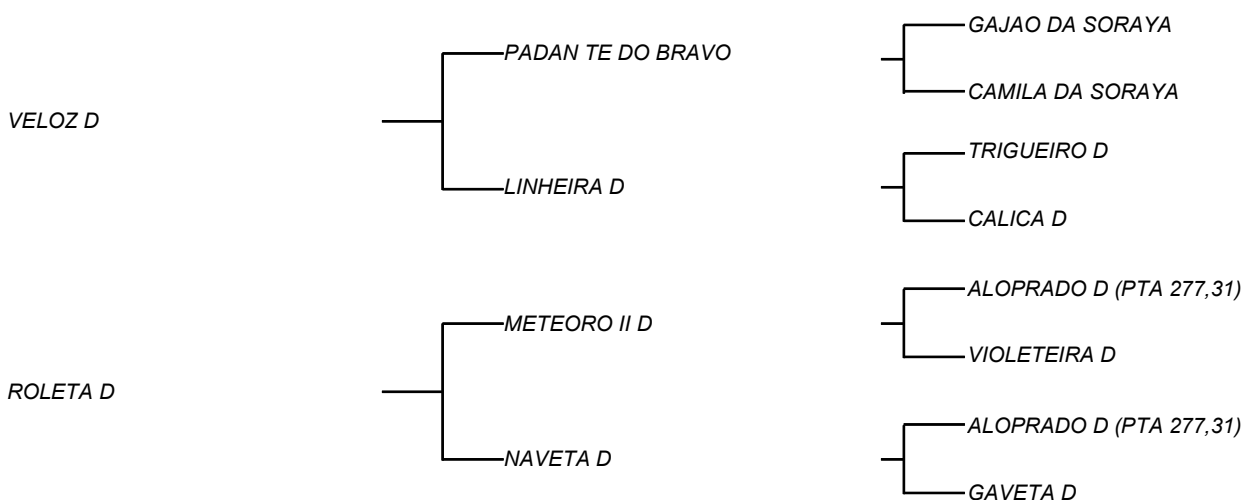 GAJAO DA SORAYA
PADAN TE DO BRAVO
CAMILA DA SORAYA
VELOZ D
TRIGUEIRO D
LINHEIRA D
CALICA D
ALOPRADO D (PTA 277,31)
METEORO II D
VIOLETEIRA D
ROLETA D
ALOPRADO D (PTA 277,31)
NAVETA D
GAVETA D